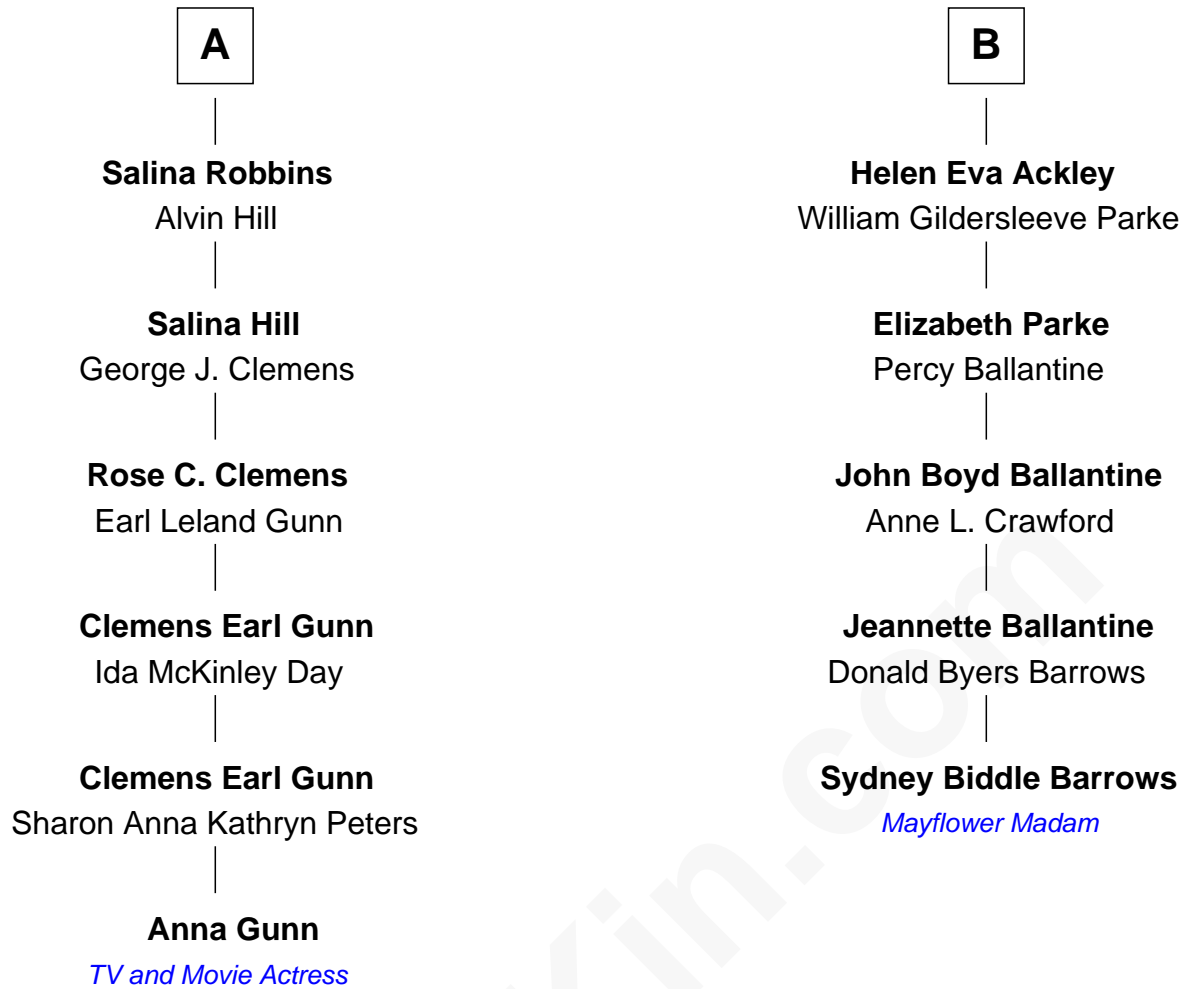 A
Salina Robbins
Alvin Hill
Salina Hill
George J. Clemens
Rose C. Clemens
Earl Leland Gunn
Clemens Earl Gunn
Ida McKinley Day
Clemens Earl Gunn
Sharon Anna Kathryn Peters
Anna Gunn
TV and Movie Actress
B
Helen Eva Ackley
William Gildersleeve Parke
Elizabeth Parke
Percy Ballantine
John Boyd Ballantine
Anne L. Crawford
Jeannette Ballantine
Donald Byers Barrows
Sydney Biddle Barrows
Mayflower Madam